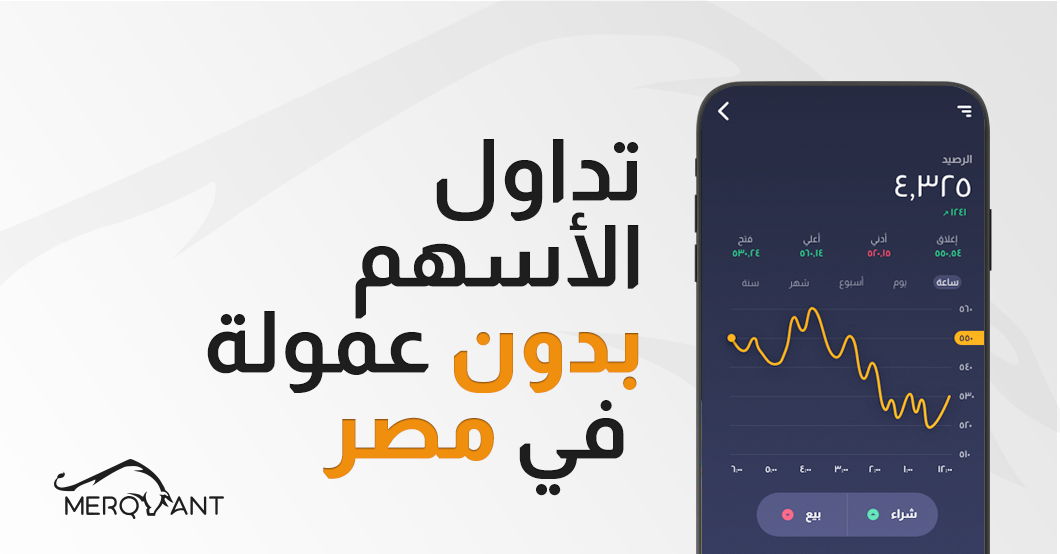 تداول
الأسهم
بدون عمولة
في مصر
MERQVANT
الرصيد
٤,٣٢٥
١٢٤١
إغلاق أدني أعلي فتح
٥٥٠,٥٤ ٥٢٠,١٥ ٥٦٠,١٤ ٥٣٠,٢٤
ساعة يوم أسبوع شهر سنة
٥٦٠
٥٥٠
٥٤٠
٥٣٠
٥٢٠
٥١٠
٦:٠٠ ٥:٠٠ ٤:٠٠ ٣:٠٠ ٢:٠٠ ١:٠٠ ١٢:٠٠
شراء بيع